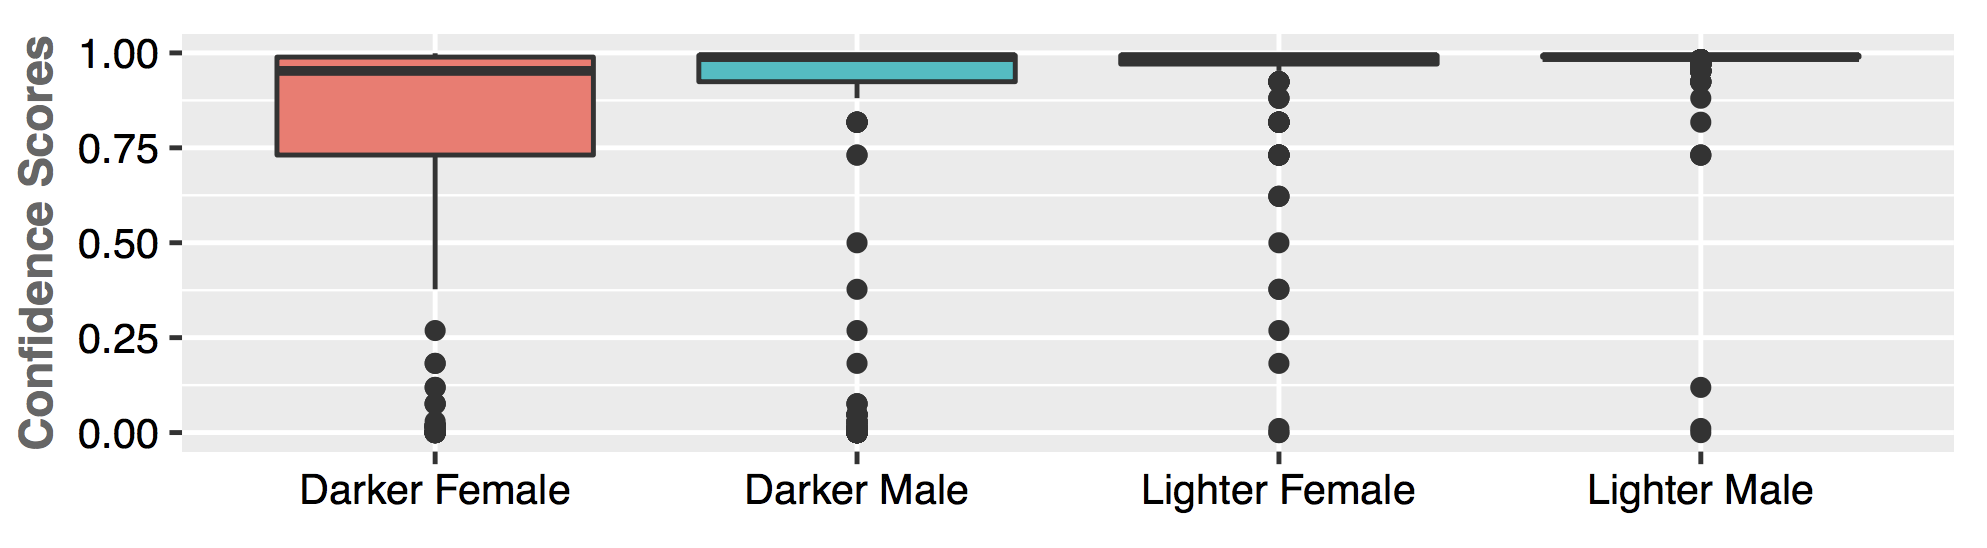 Confidence Scores
1.00
0.75
0.50
0.25
0.00
Darker Female
Darker Male
Lighter Female
Lighter Male